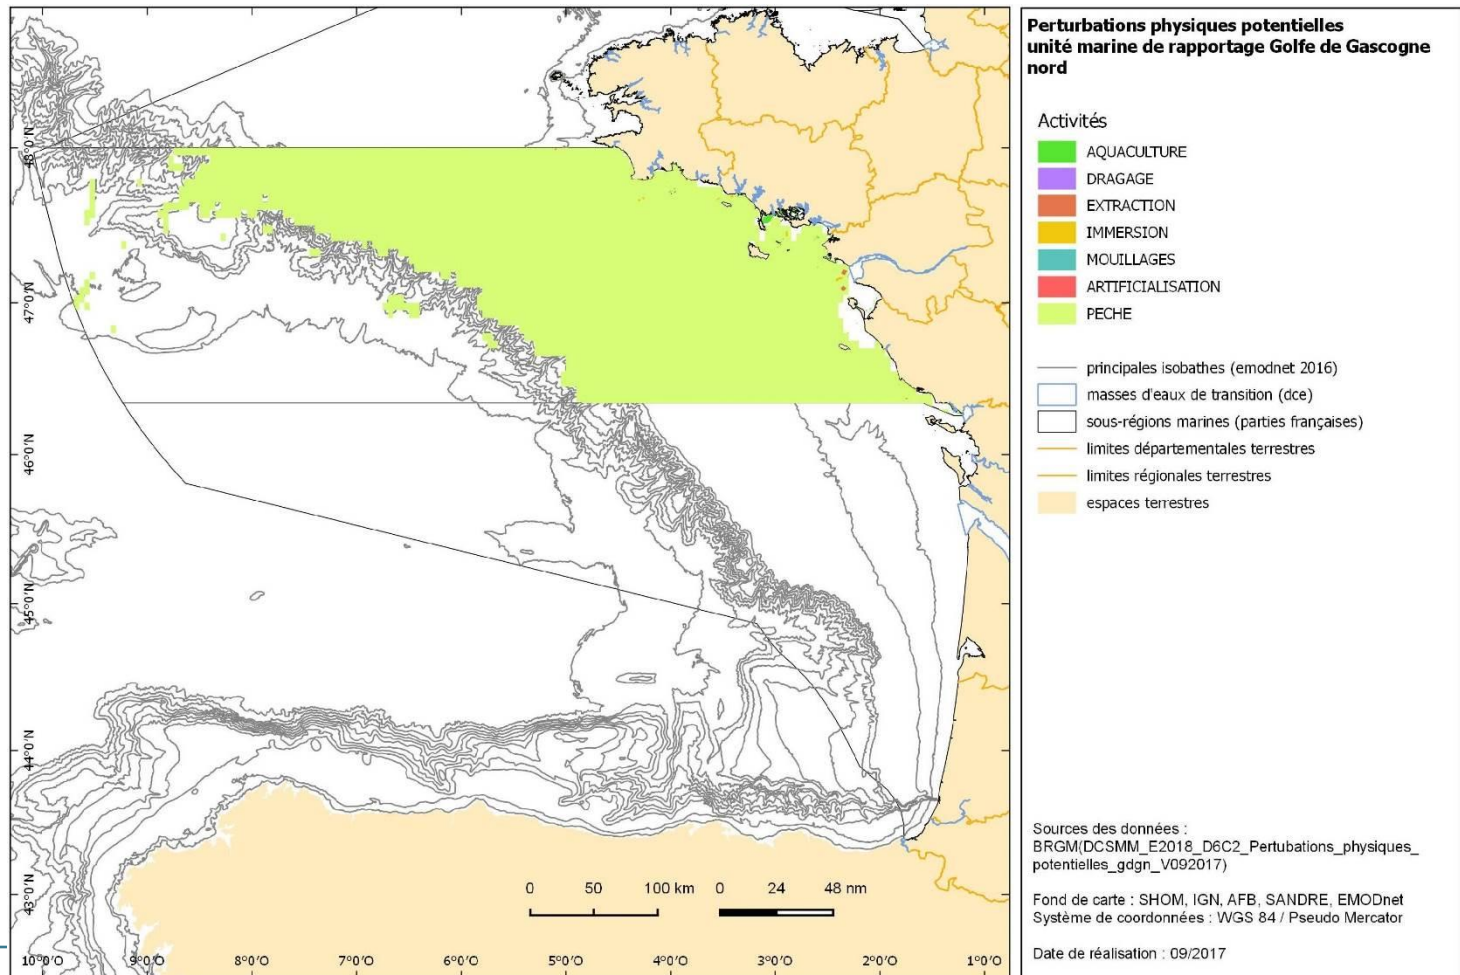 Perturbations physiques potentielles
unité marine de rapportage Golfe de Gascogne
nord
Activités
AQUACULTURE
DRAGAGE
EXTRACTION
IMMERSION
MOUILLAGES
ARTIFICIALISATION
PECHE
principales isobathes (emodnet 2016)
masses d'eaux de transition (dce)
sous-régions marines (parties françaises)
limites départementales terrestres
limites régionales terrestres
espaces terrestres
Sources des données :
BRGM(DCSMM_E2018_D6C2_Pertubations_physiques_
potentielles_gdgn_V092017)
Fond de carte : SHOM, IGN, AFB, SANDRE, EMODnet
Système de coordonnées : WGS 84 / Pseudo Mercator
Date de réalisation : 09/2017
48°0'N
47°0'N
46°0'N
45°0'N
44°0'N
43°0'N
0 50 100 km 0 24 48 nm
10°0'O 9°0'O 8°0'O 7°0'O 6°0'O 5°0'O 4°0'O 3°0'O 2°0'O 1°0'O